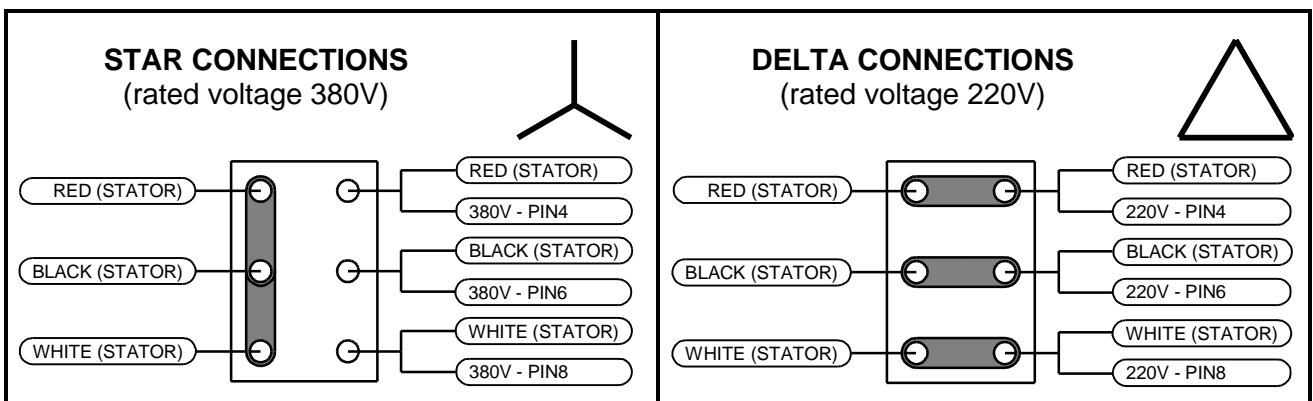 STAR CONNECTIONS
(rated voltage 380V)
RED (STATOR)
BLACK (STATOR)
WHITE (STATOR)
RED (STATOR)
380V - PIN4
BLACK (STATOR)
380V - PIN6
WHITE (STATOR)
380V - PIN8
DELTA CONNECTIONS
(rated voltage 220V)
RED (STATOR)
BLACK (STATOR)
WHITE (STATOR)
RED (STATOR)
220V - PIN4
BLACK (STATOR)
220V - PIN6
WHITE (STATOR)
220V - PIN8